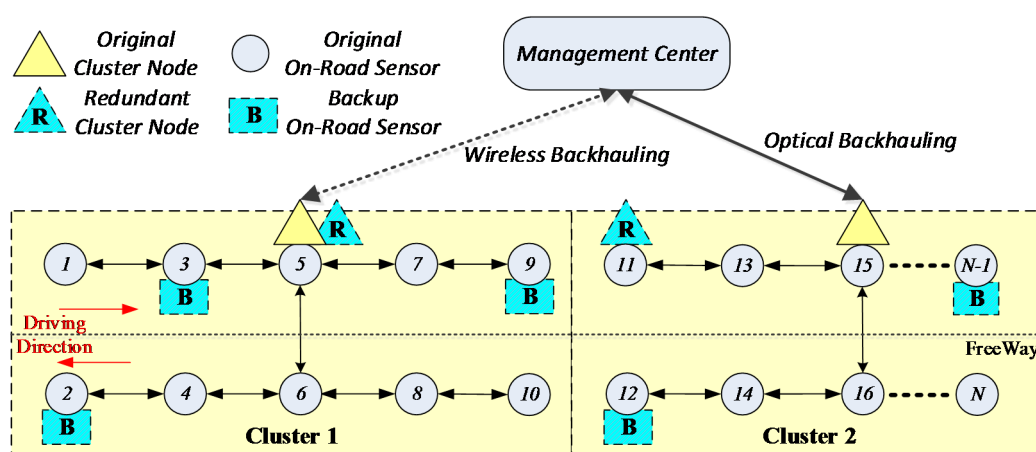 Original
Cluster Node
Original
On-Road Sensor
R
Redundant
Cluster Node
B
Backup
On-Road Sensor
Management Center
Wireless Backhauling
Optical Backhauling
R
1
3
5
7
9
B
B
Driving
Direction
2
4
6
8
10
B
Cluster 1
R
11
13
15
N-1
B
FreeWay
12
14
16
N
B
Cluster 2